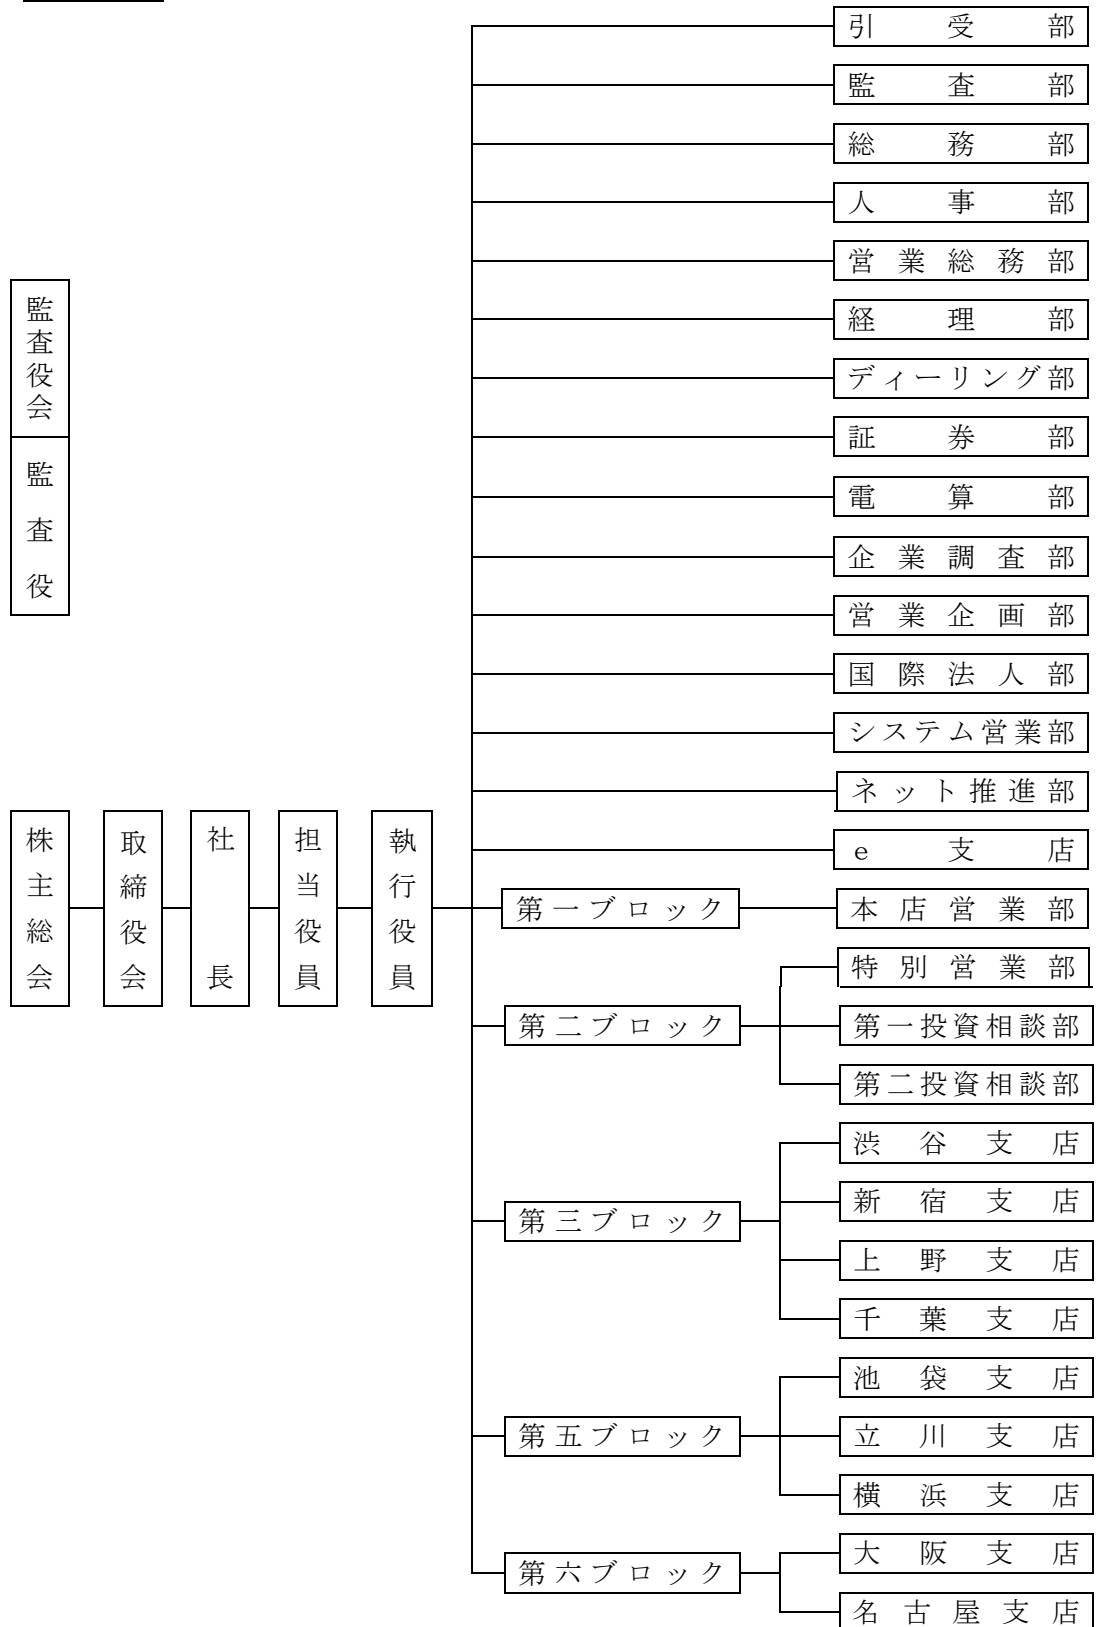 引受部
監査部
総務部
人事部
営業総務部
経理部
ディーリング部
証券部
電算部
企業調査部
営業企画部
国際法人部
システム営業部
ネット推進部
e支店
監査役会
監査役
株主総会
取締役会
社長
担当役員
執行役員
第一ブロック
本店営業部
第二ブロック
特別営業部
第一投資相談部
第二投資相談部
第三ブロック
渋谷支店
新宿支店
上野支店
千葉支店
第五ブロック
池袋支店
立川支店
横浜支店
第六ブロック
大阪支店
名古屋支店